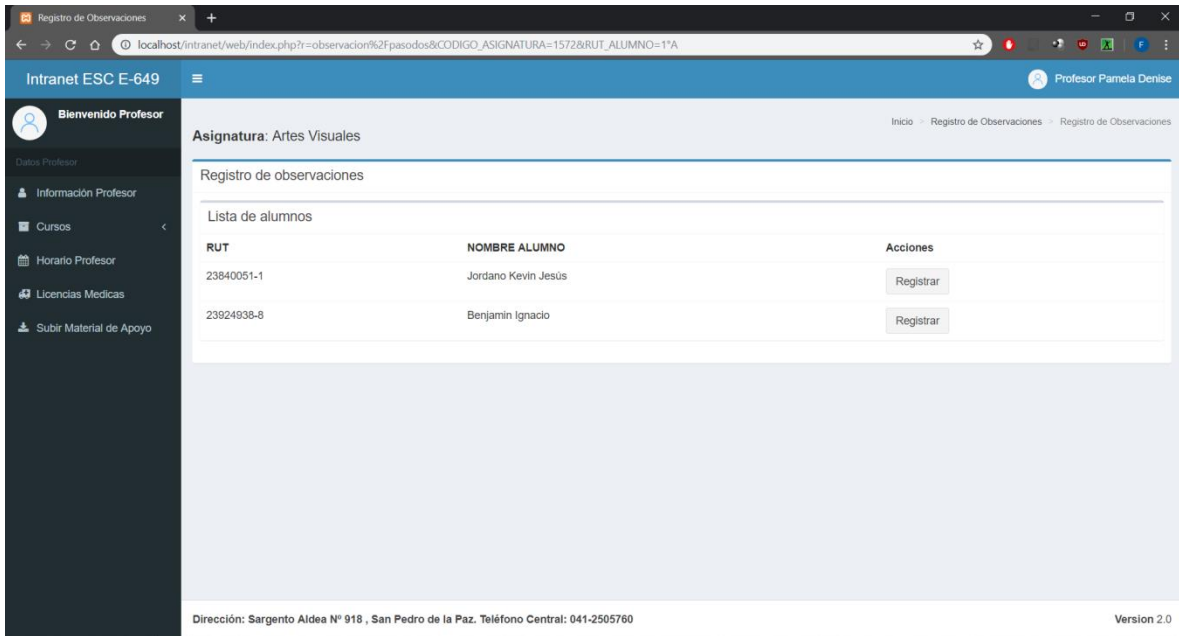 Registro de Observaciones
localhost/intranet/web/index.php?r=observacion%2Fpasodos&CODIGO_ASIGNATURA=1572&RUT_ALUMNO=1°A
Intranet ESC E-649
Profesor Pamela Denise
Bienvenido Profesor
Inicio > Registro de Observaciones > Registro de Observaciones
Asignatura: Artes Visuales
Datos Profesor
Registro de observaciones
Información Profesor
Lista de alumnos
Cursos
RUT NOMBRE ALUMNO Acciones
Horario Profesor
23840051-1 Jordano Kevin Jesús Registrar
Licencias Medicas
23924938-8 Benjamin Ignacio Registrar
Subir Material de Apoyo
Dirección: Sargento Aldea Nº 918 , San Pedro de la Paz. Teléfono Central: 041-2505760 Version 2.0